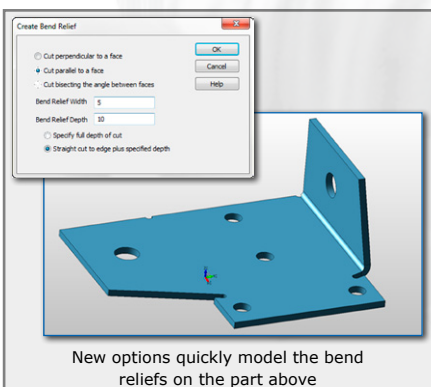 Create Bend Relief
Cut perpendicular to a face
Cut parallel to a face
Cut bisecting the angle between faces
Bend Relief Width 5
Bend Relief Depth 10
Specify full depth of cut
Straight cut to edge plus specified depth
OK
Cancel
Help
New options quickly model the bend
reliefs on the part above